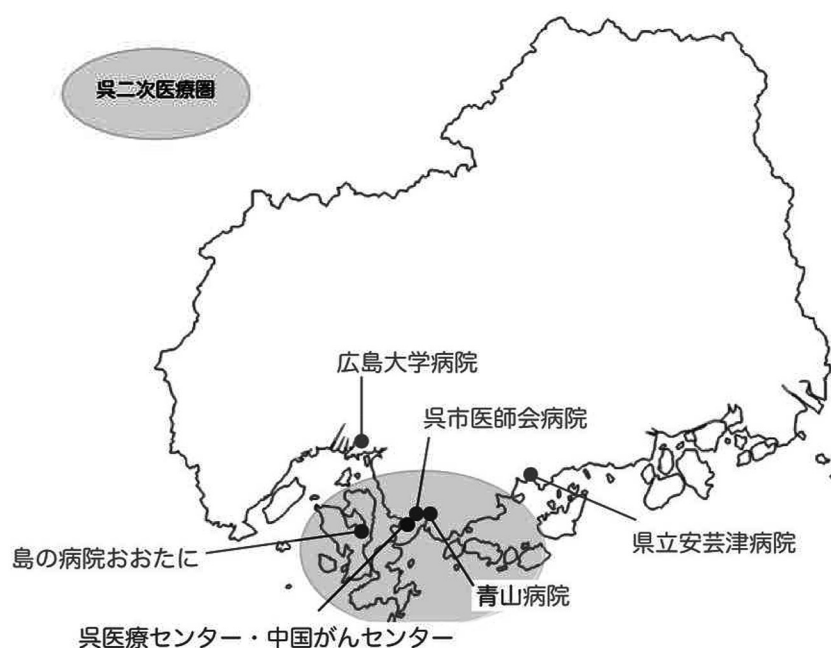 呉二次医療圏
広島大学病院
呉市医師会病院
県立安芸津病院
島の病院おおたに
青山病院
呉医療センター・中国がんセンター